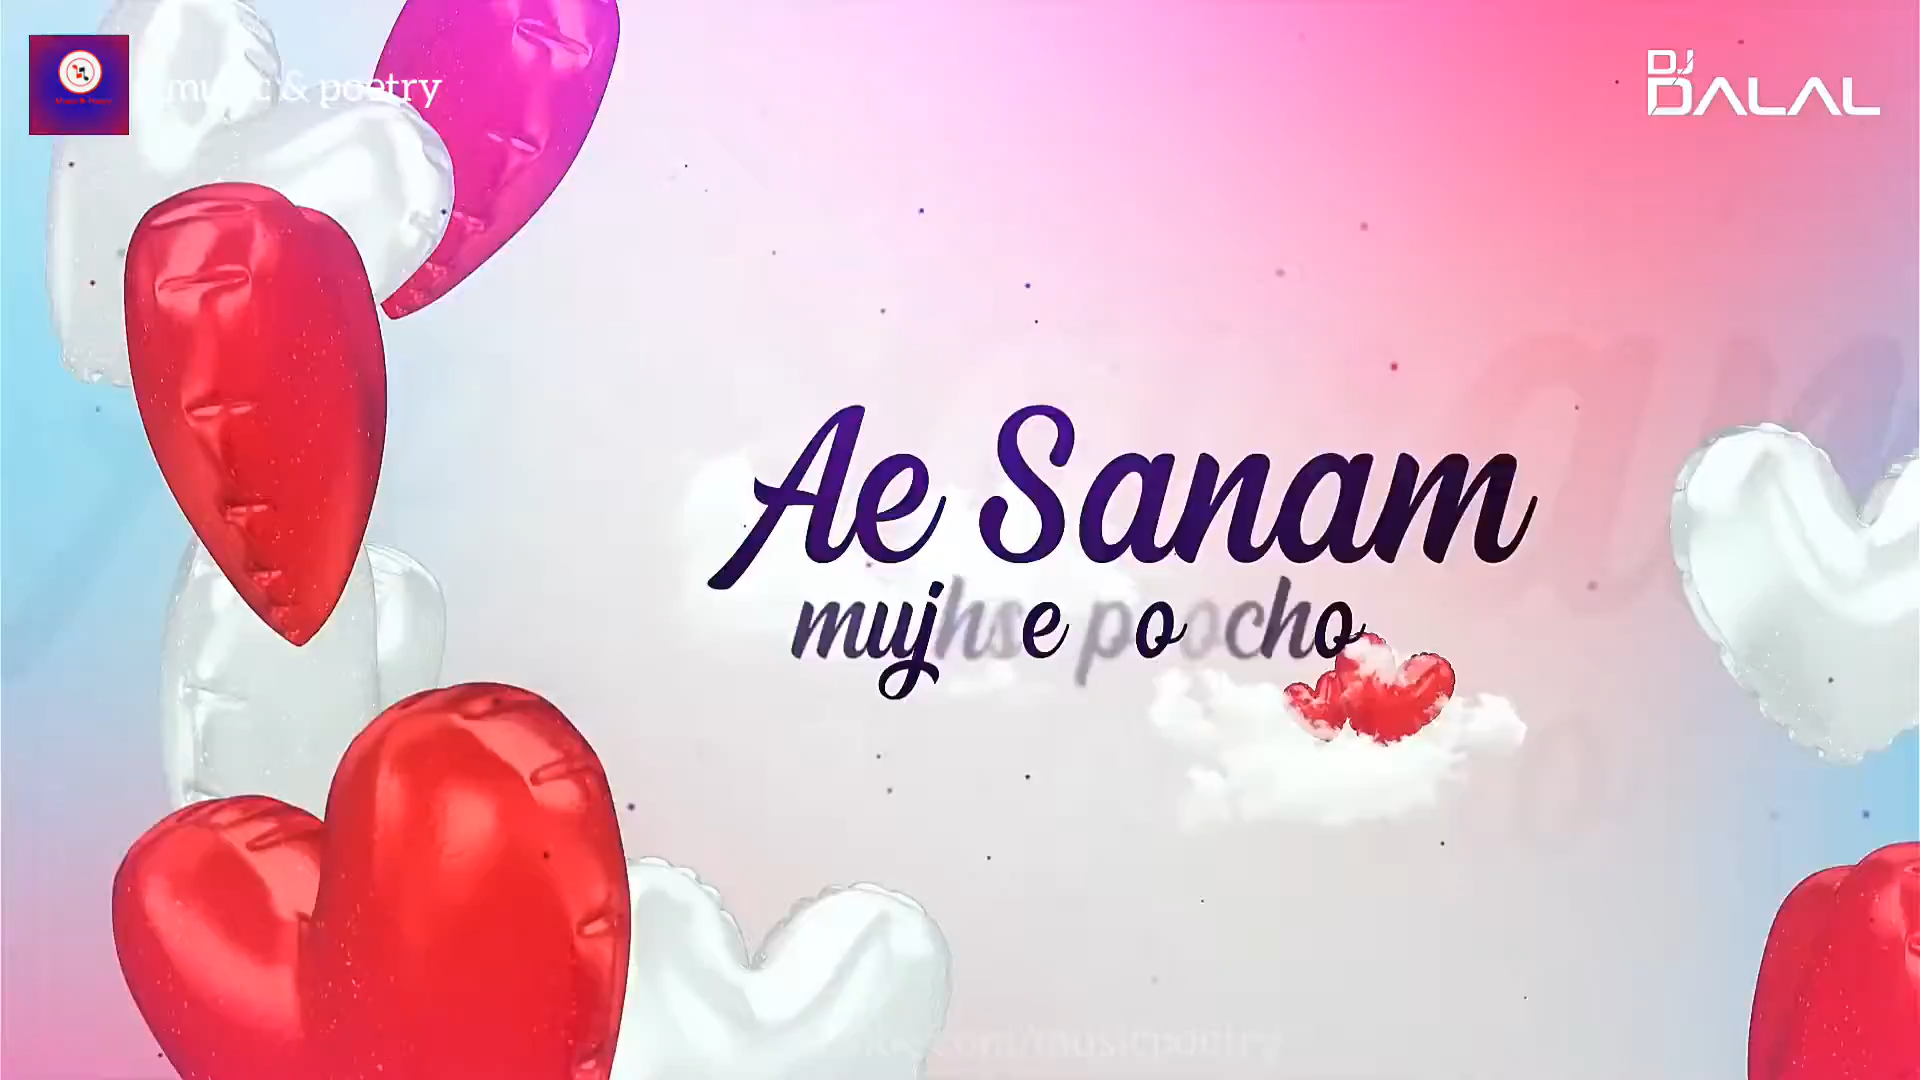 music & poetry
DJ
DALAL
Ae Sanam
mujhse poocho